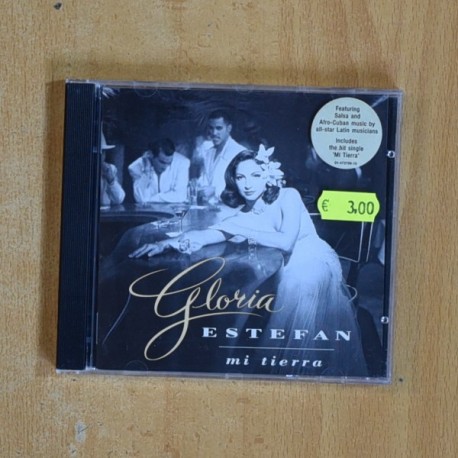 Featuring
Salsa and
Afro-Cuban music by
all-star Latin musicians
Includes
the hit single
'Mi Tierra'
€ 3,00
Gloria
ESTEFAN
mi tierra